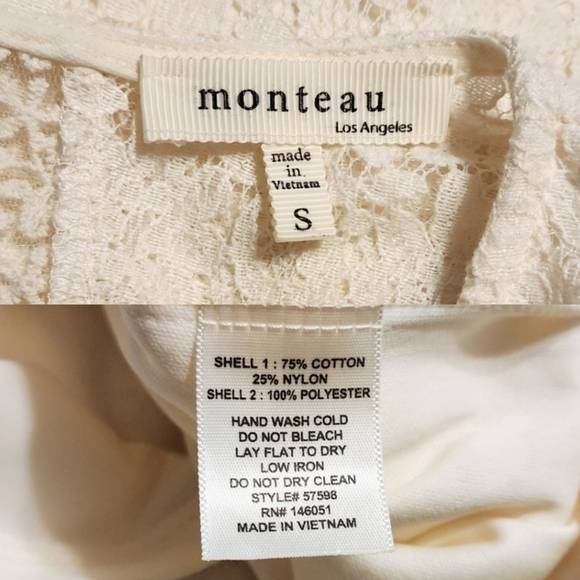 monteau
Los Angeles
made
in
Vietnam
S
SHELL 1 : 75% COTTON
25% NYLON
SHELL 2 : 100% POLYESTER
HAND WASH COLD
DO NOT BLEACH
LAY FLAT TO DRY
LOW IRON
DO NOT DRY CLEAN
STYLE# 57598
RN# 146051
MADE IN VIETNAM